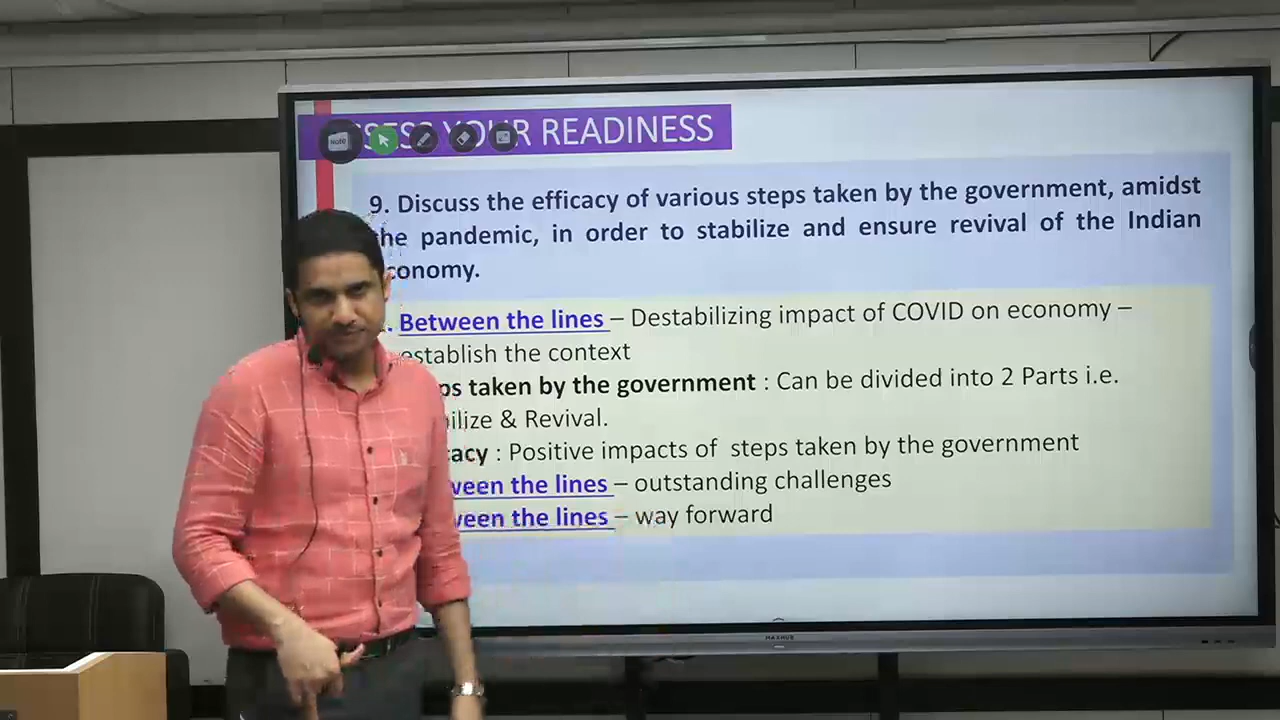 YOUR READINESS
9. Discuss the efficacy of various steps taken by the government, amidst
the pandemic, in order to stabilize and ensure revival of the Indian
conomy.
Between the lines – Destabilizing impact of COVID on economy –
establish the context
ps taken by the government : Can be divided into 2 Parts i.e.
ilize & Revival.
acy : Positive impacts of steps taken by the government
ween the lines – outstanding challenges
ween the lines – way forward
MAXHUB